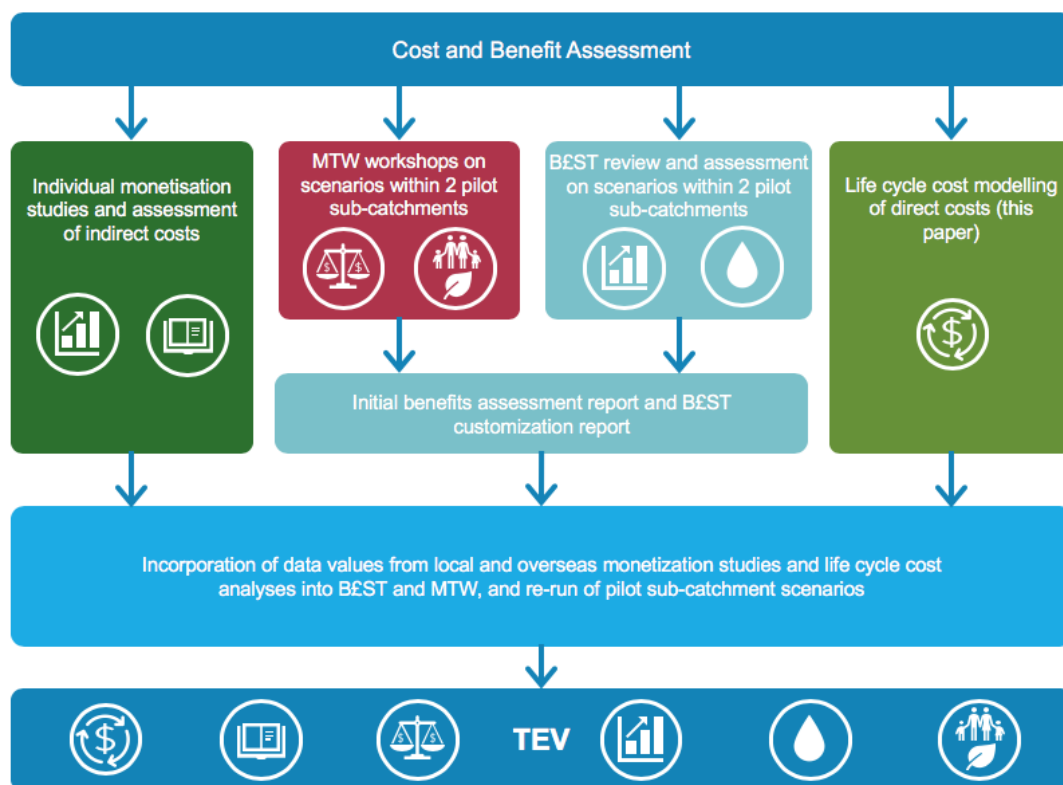 Cost and Benefit Assessment
Individual monetisation
studies and assessment
of indirect costs
MTW workshops on
scenarios within 2 pilot
sub-catchments
B£ST review and assessment
on scenarios within 2 pilot
sub-catchments
Life cycle cost modelling
of direct costs (this
paper)
Initial benefits assessment report and B£ST
customization report
Incorporation of data values from local and overseas monetization studies and life cycle cost
analyses into B£ST and MTW, and re-run of pilot sub-catchment scenarios
TEV